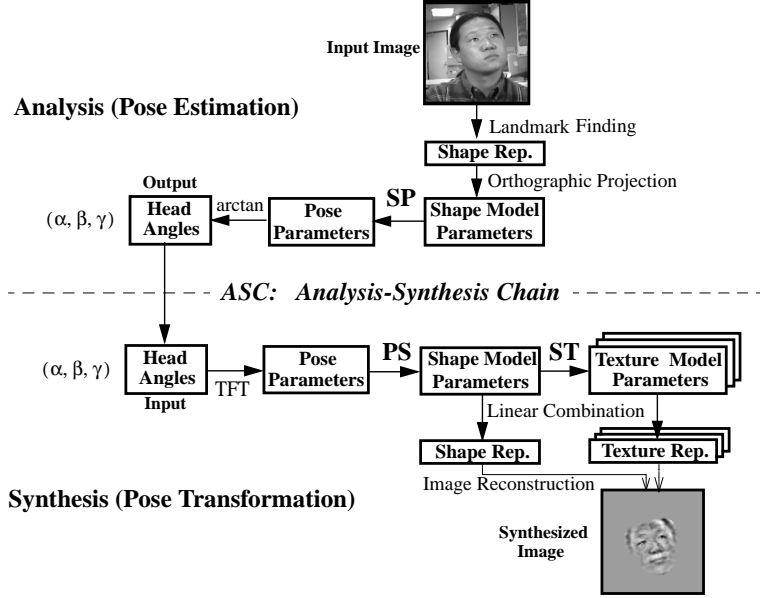 Input Image
Analysis (Pose Estimation)
Landmark Finding
Shape Rep.
Orthographic Projection
Output
(α, β, γ)
Head
Angles
arctan
Pose
Parameters
SP
Shape Model
Parameters
ASC: Analysis-Synthesis Chain
(α, β, γ)
Head
Angles
Input
TFT
Pose
Parameters
PS
Shape Model
Parameters
ST
Texture Model
Parameters
Linear Combination
Shape Rep.
Texture Rep.
Image Reconstruction
Synthesis (Pose Transformation)
Synthesized
Image